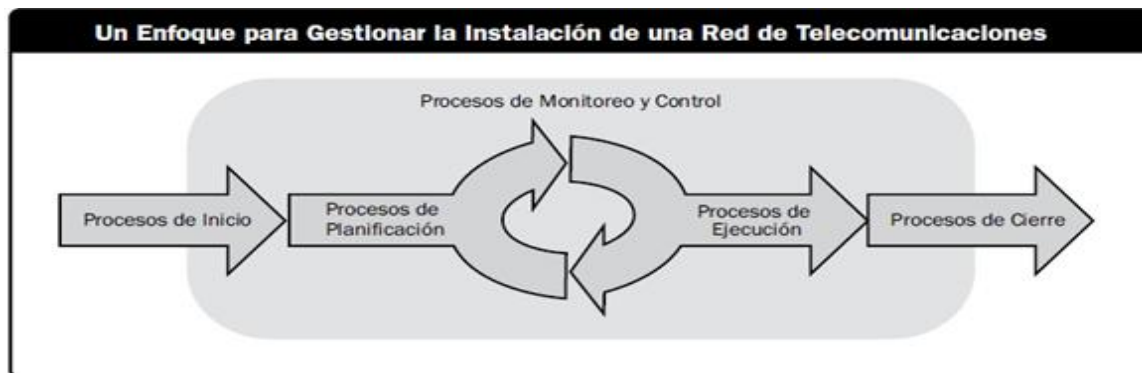 Un Enfoque para Gestionar la Instalación de una Red de Telecomunicaciones
Procesos de Monitoreo y Control
Procesos de Inicio
Procesos de
Planificación
Procesos de
Ejecución
Procesos de Cierre